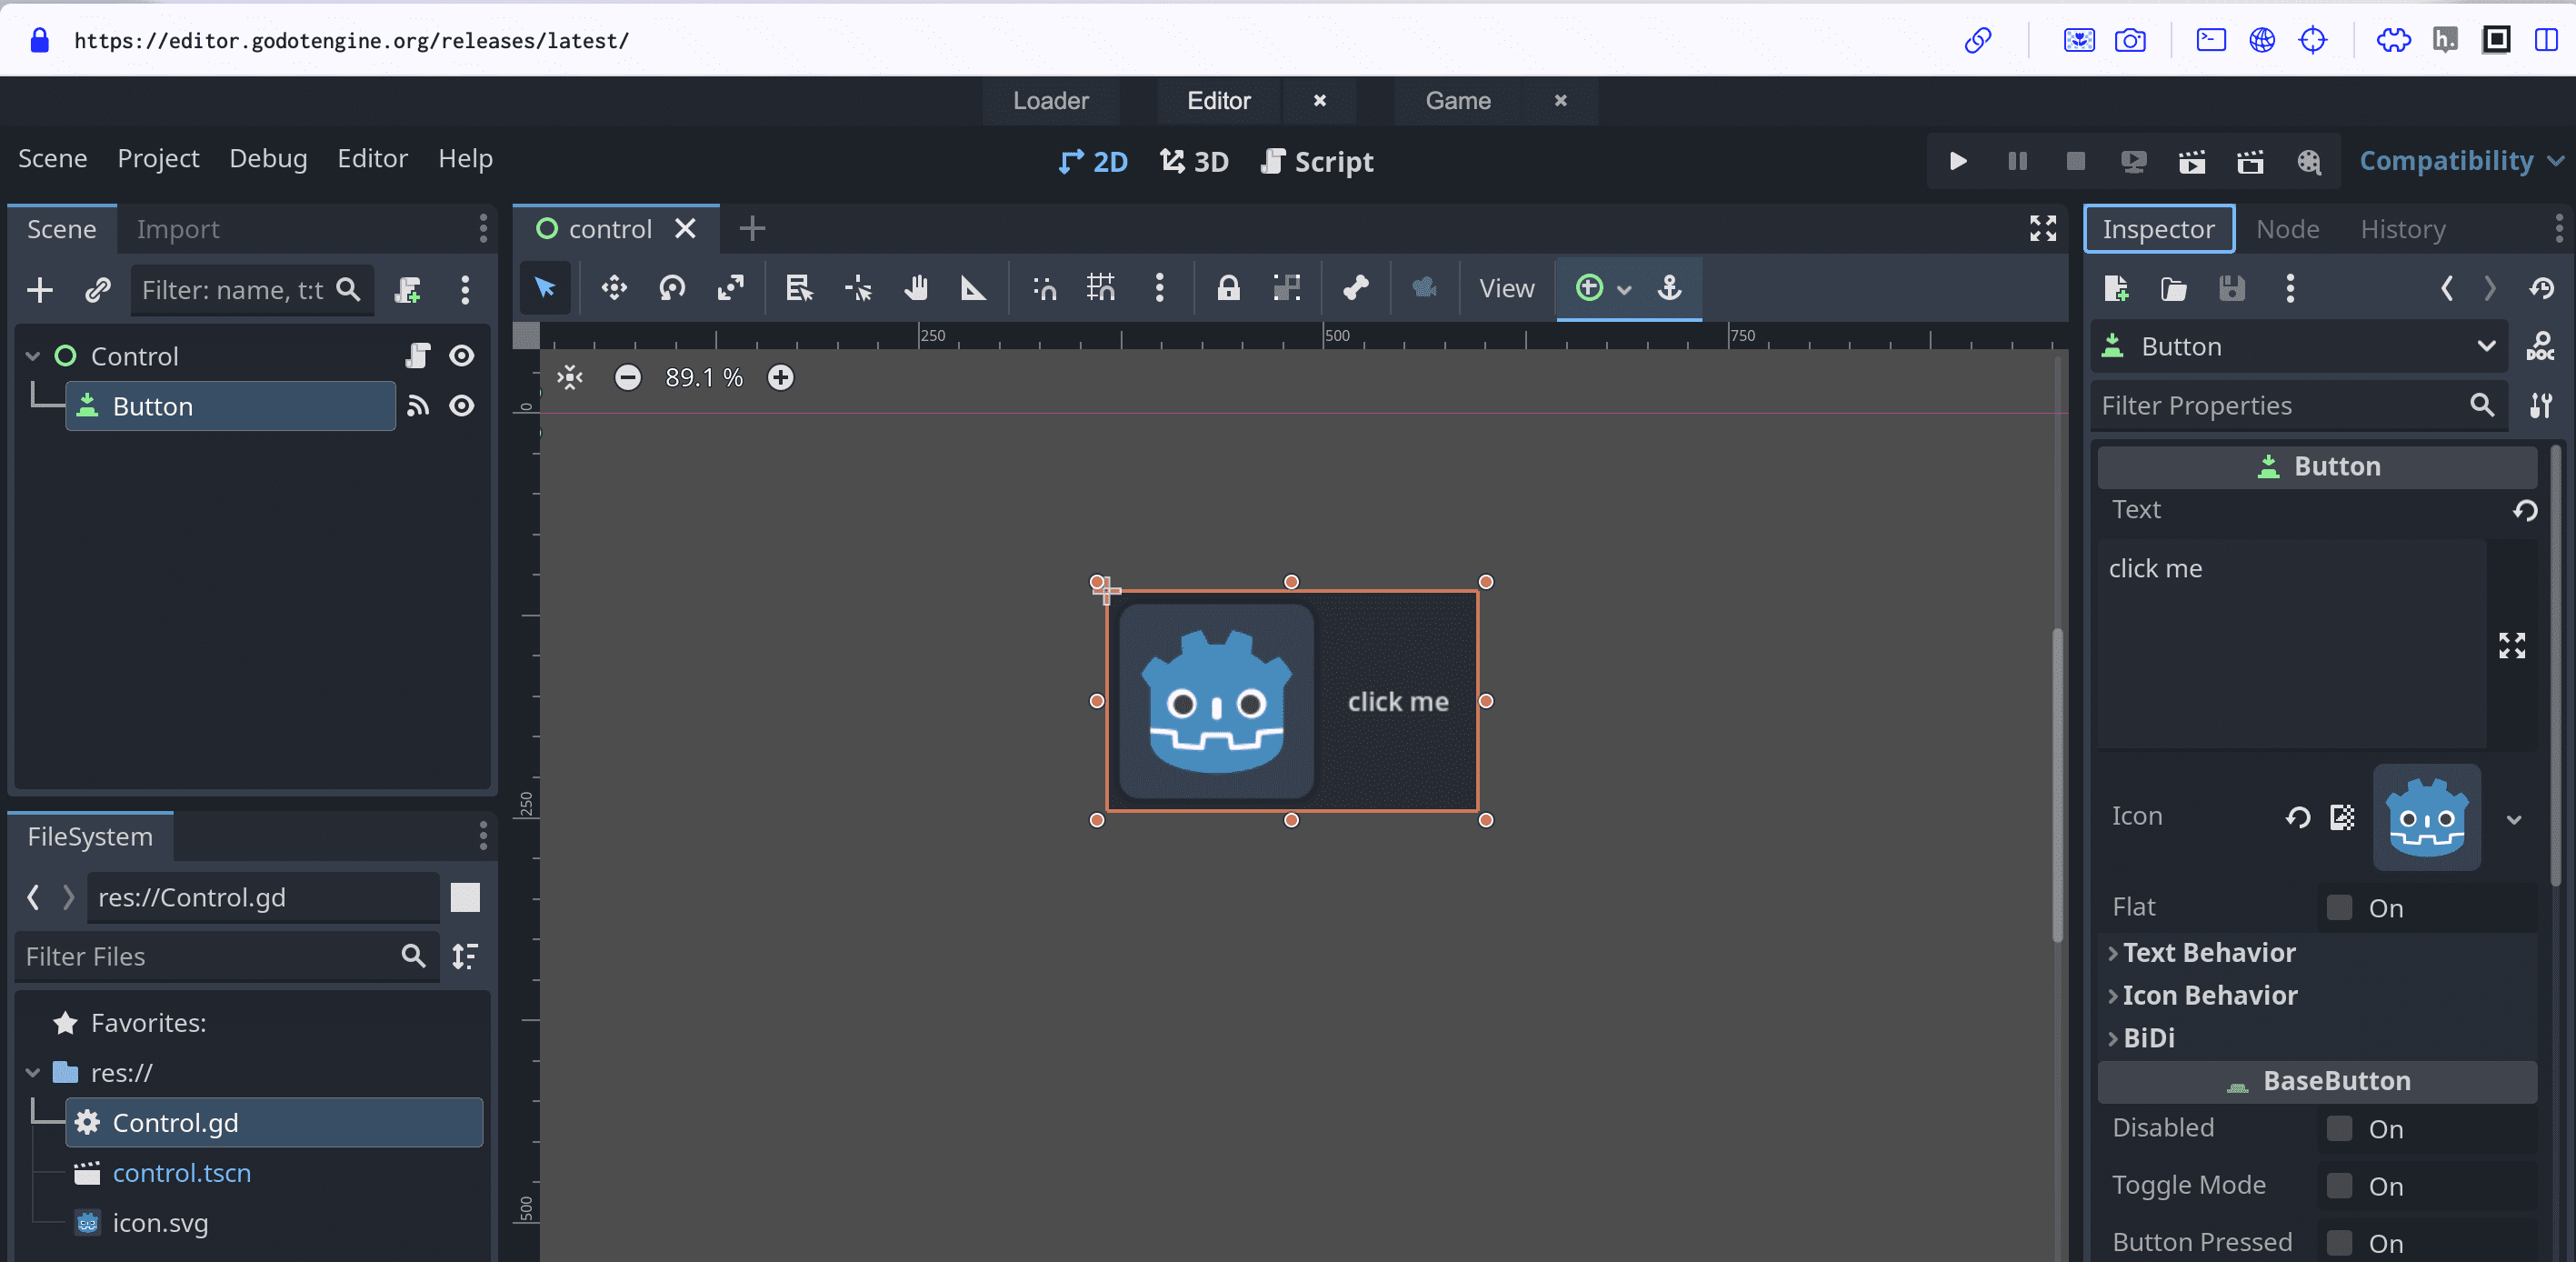 https://editor.godotengine.org/releases/latest/
h.
Loader
Editor
Game
Scene Project Debug Editor Help
2D 3D Script
Compatibility
Scene Import
control
Inspector Node History
Filter: name, t:t
View
Control
Button
250 500 750
89.1 %
0
250
500
click me
Button
DOC
Filter Properties
Button
Text
click me
Icon
Flat On
Text Behavior
Icon Behavior
BiDi
BaseButton
Disabled On
Toggle Mode On
Button Pressed On
FileSystem
res://Control.gd
Filter Files
Favorites:
res://
Control.gd
control.tscn
icon.svg